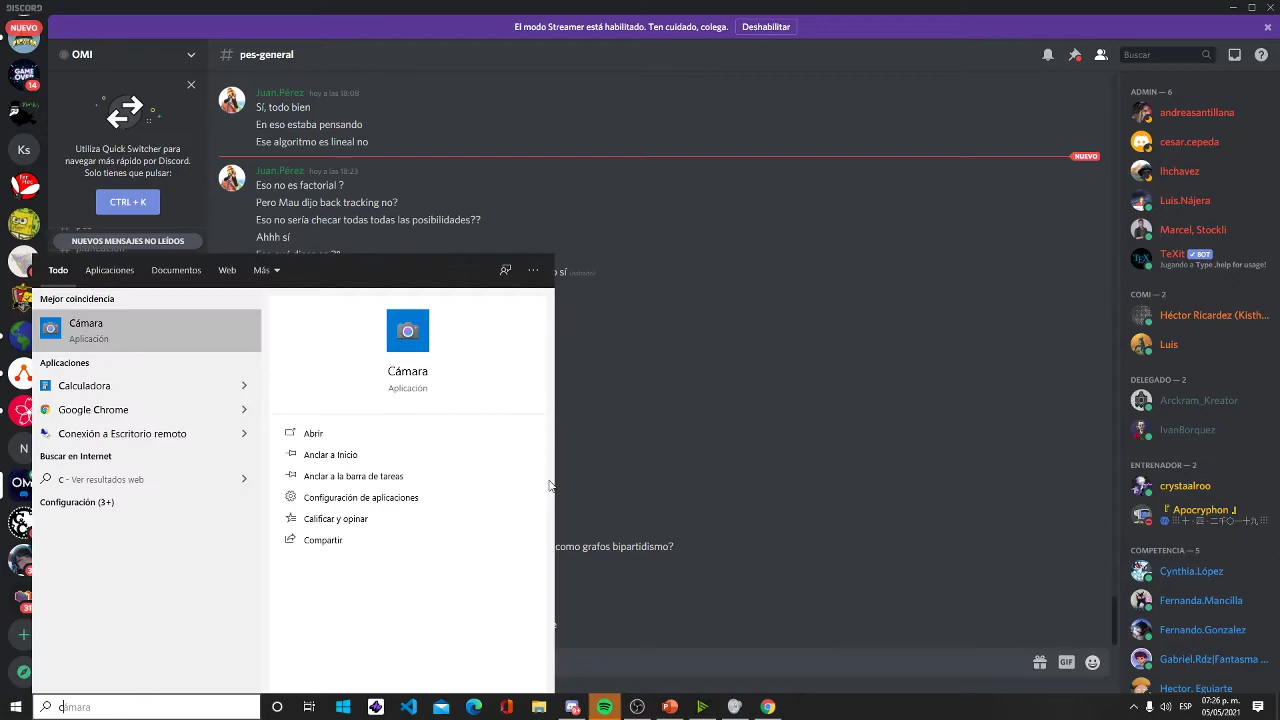 DISCORD
NUEVO
El modo Streamer está habilitado. Ten cuidado, colega.
Deshabilitar
OMI
# pes-general
Buscar
14
Ks
N
31
Utiliza Quick Switcher para
navegar más rápido por Discord.
Solo tienes que pulsar:
CTRL + K
NUEVOS MENSAJES NO LEÍDOS
Juan.Pérez hoy a las 18:08
Sí, todo bien
En eso estaba pensando
Ese algoritmo es lineal no
NUEVO
Juan.Pérez hoy a las 18:23
Eso no es factorial ?
Pero Mau dijo back tracking no?
Eso no sería checar todas todas las posibilidades??
Ahhh sí
o sí (editado)
como grafos bipartidismo?
Todo
Aplicaciones
Documentos
Web
Más
Mejor coincidencia
Cámara
Aplicación
Aplicaciones
Calculadora
Google Chrome
Conexión a Escritorio remoto
Buscar en Internet
c - Ver resultados web
Configuración (3+)
Cámara
Aplicación
Abrir
Anclar a Inicio
Anclar a la barra de tareas
Configuración de aplicaciones
Calificar y opinar
Compartir
ADMIN — 6
andreasantillana
cesar.cepeda
lhchavez
Luis.Nájera
Marcel, Stockli
TeXit ✓ BOT
Jugando a Type ,help for usage!
COMI — 2
Héctor Ricardez (Kisth...
Luis
DELEGADO — 2
Arckram_Kreator
IvanBorquez
ENTRENADOR — 2
crystaalroo
『 Apocryphon 』
COMPETENCIA — 5
Cynthia.López
Fernanda.Mancilla
Fernando.Gonzalez
Gabriel.Rdz|Fantasma ...
Hector. Eguiarte
GIF
cámara
ESP
07:26 p. m.
05/05/2021